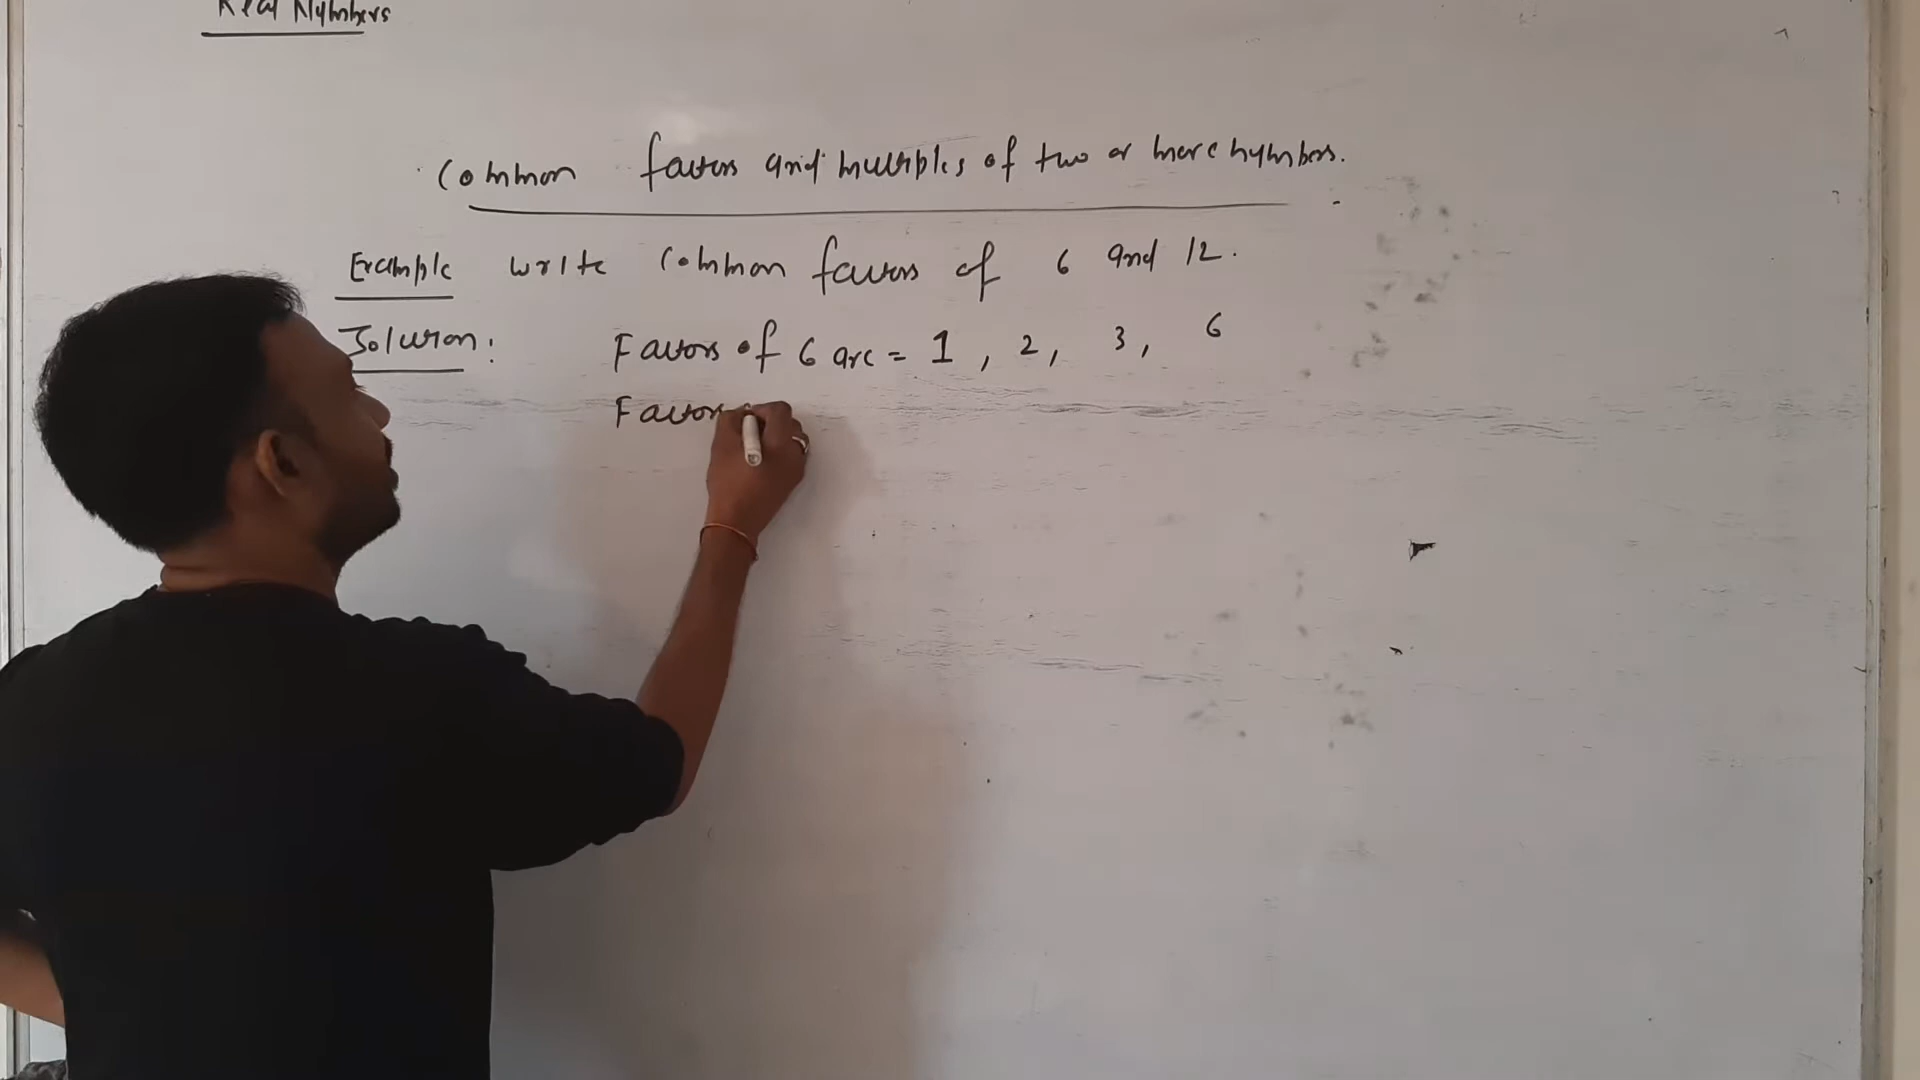 Real Numbers
Common factors and multiples of two or more numbers.
Example write Common factors of 6 and 12.
Solution: Factors of 6 are = 1, 2, 3, 6
Factors